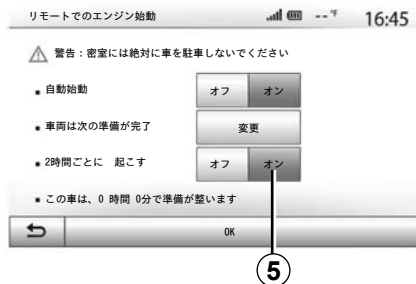 リモートでのエンジン始動 --°F 16:45
警告：密室には絶対に車を駐車しないでください
自動始動 オフ オン
車両は次の準備が完了 変更
2時間ごとに 起こす オフ オン
この車は、0 時間 0分で準備が整います
OK
5